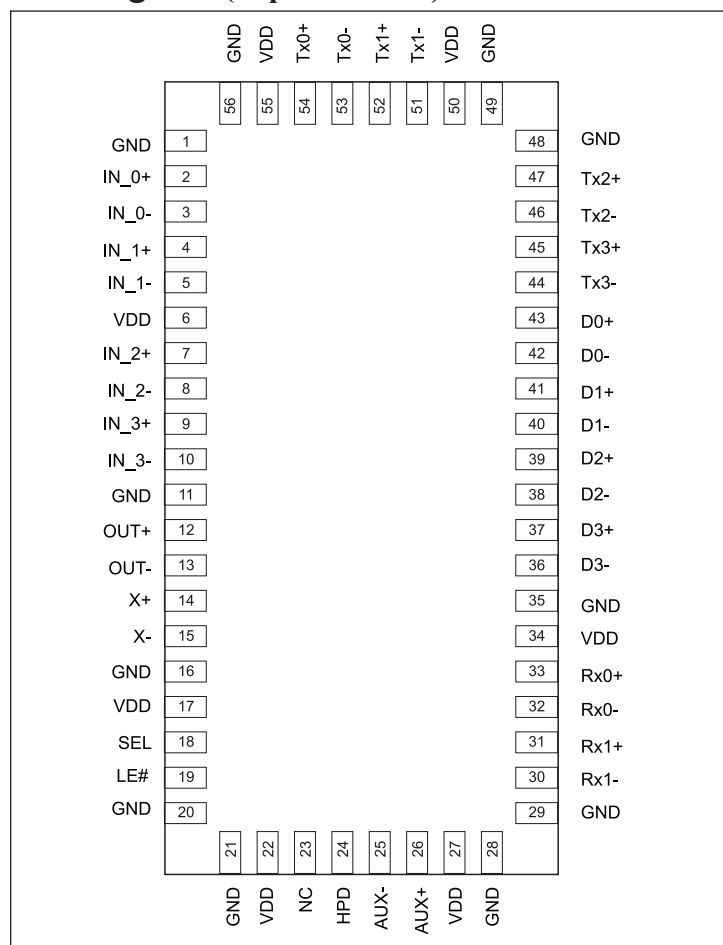 GND VDD Tx0+ Tx0- Tx1+ Tx1- VDD GND
56 55 54 53 52 51 50 49
GND 1 48 GND
IN_0+ 2 47 Tx2+
IN_0- 3 46 Tx2-
IN_1+ 4 45 Tx3+
IN_1- 5 44 Tx3-
VDD 6 43 D0+
IN_2+ 7 42 D0-
IN_2- 8 41 D1+
IN_3+ 9 40 D1-
IN_3- 10 39 D2+
GND 11 38 D2-
OUT+ 12 37 D3+
OUT- 13 36 D3-
X+ 14 35 GND
X- 15 34 VDD
GND 16 33 Rx0+
VDD 17 32 Rx0-
SEL 18 31 Rx1+
LE# 19 30 Rx1-
GND 20 29 GND
21 22 23 24 25 26 27 28
GND VDD NC HPD AUX- AUX+ VDD GND